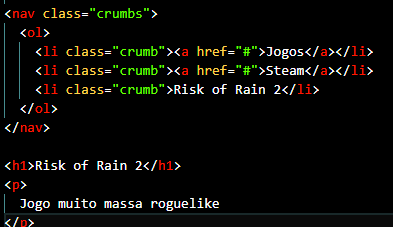 <nav class="crumbs">
<ol>
<li class="crumb"><a href="#">Jogos</a></li>
<li class="crumb"><a href="#">Steam</a></li>
<li class="crumb">Risk of Rain 2</li>
</ol>
</nav>
<h1>Risk of Rain 2</h1>
<p>
Jogo muito massa roguelike
</p>